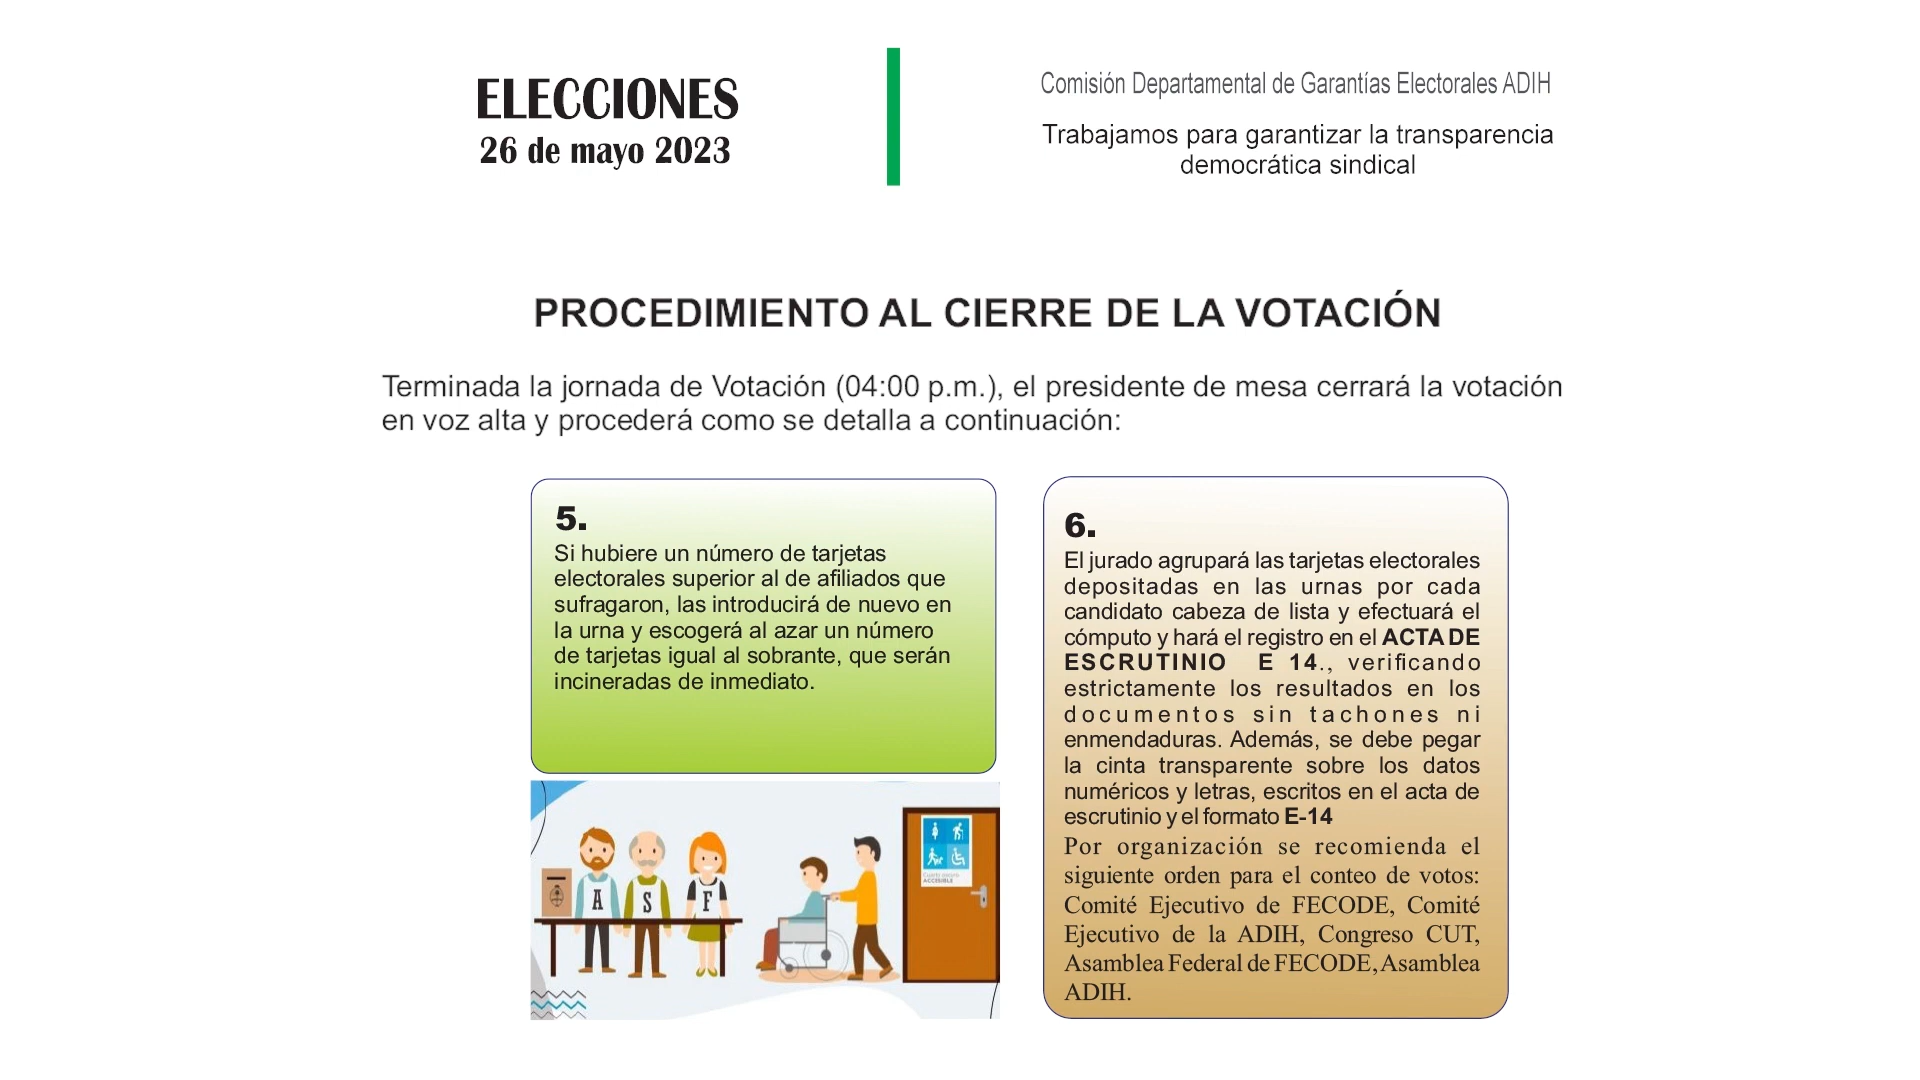 ELECCIONES
26 de mayo 2023
Comisión Departamental de Garantías Electorales ADIH
Trabajamos para garantizar la transparencia
democrática sindical
PROCEDIMIENTO AL CIERRE DE LA VOTACIÓN
Terminada la jornada de Votación (04:00 p.m.), el presidente de mesa cerrará la votación
en voz alta y procederá como se detalla a continuación:
5.
Si hubiere un número de tarjetas
electorales superior al de afiliados que
sufragaron, las introducirá de nuevo en
la urna y escogerá al azar un número
de tarjetas igual al sobrante, que serán
incineradas de inmediato.
A S F
Cuarto oscuro
ACCESIBLE
6.
El jurado agrupará las tarjetas electorales
depositadas en las urnas por cada
candidato cabeza de lista y efectuará el
cómputo y hará el registro en el ACTA DE
ESCRUTINIO E 14., verificando
estrictamente los resultados en los
documentos sin tachones ni
enmendaduras. Además, se debe pegar
la cinta transparente sobre los datos
numéricos y letras, escritos en el acta de
escrutinio y el formato E-14
Por organización se recomienda el
siguiente orden para el conteo de votos:
Comité Ejecutivo de FECODE, Comité
Ejecutivo de la ADIH, Congreso CUT,
Asamblea Federal de FECODE, Asamblea
ADIH.